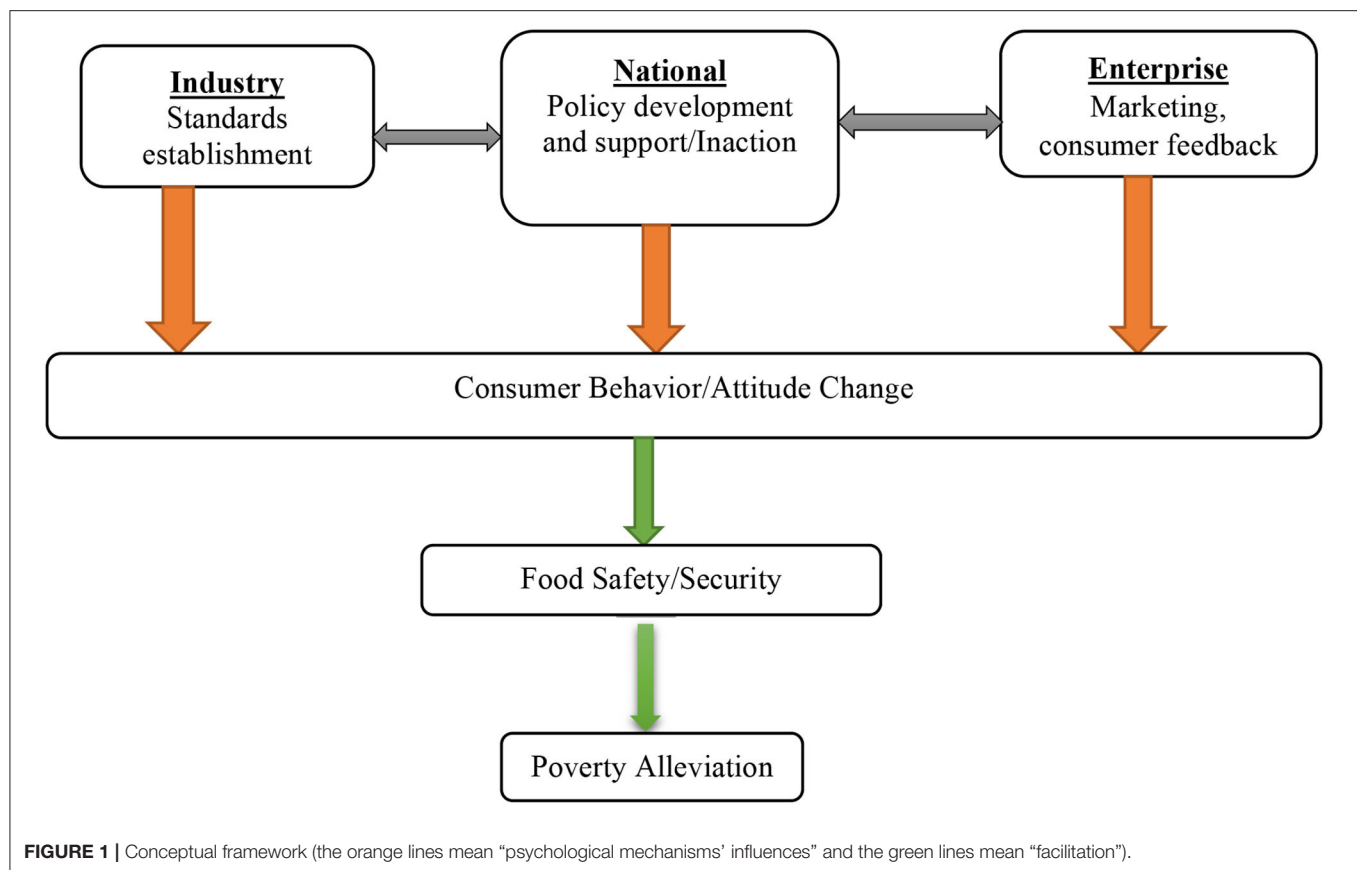 Industry
Standards
establishment
National
Policy development
and support/Inaction
Enterprise
Marketing,
consumer feedback
Consumer Behavior/Attitude Change
Food Safety/Security
Poverty Alleviation
FIGURE 1 | Conceptual framework (the orange lines mean “psychological mechanisms’ influences” and the green lines mean “facilitation”).